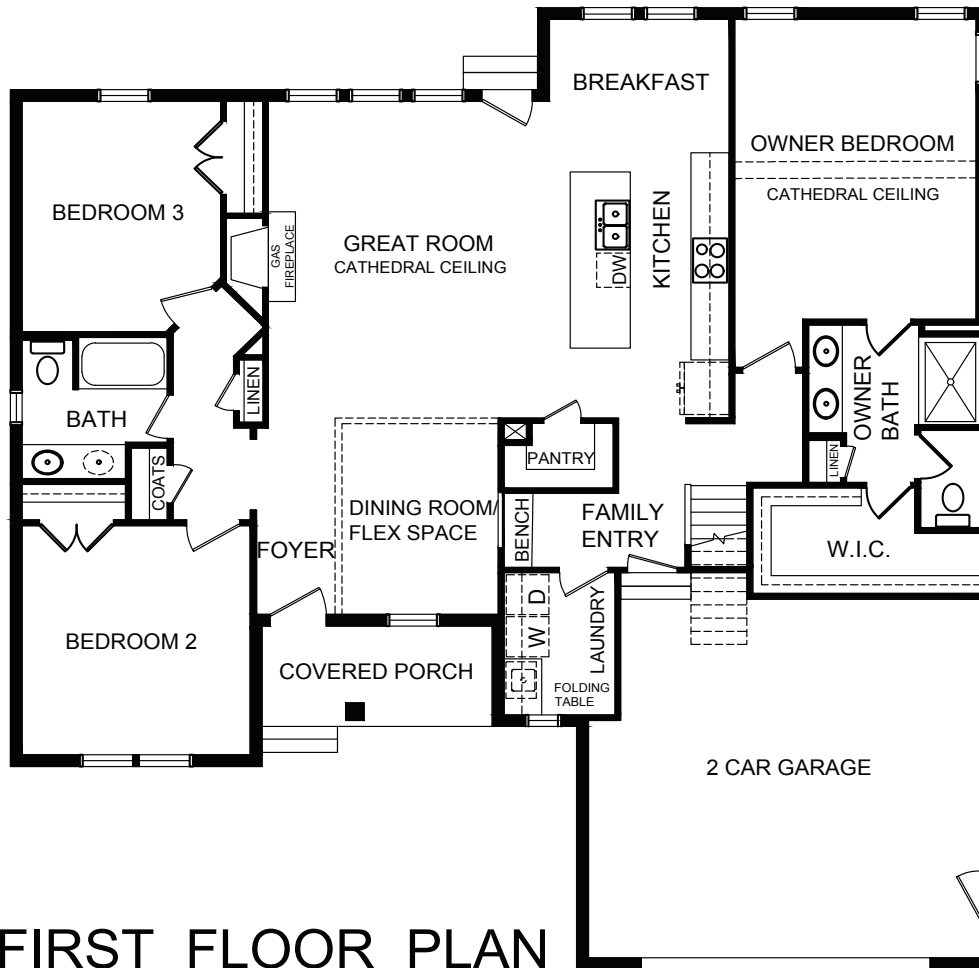 BREAKFAST
OWNER BEDROOM
CATHEDRAL CEILING
BEDROOM 3
GREAT ROOM
CATHEDRAL CEILING
GAS
FIREPLACE
KITCHEN
DW
LINEN
BATH
COATS
OWNER
BATH
LINEN
PANTRY
DINING ROOM/
FLEX SPACE
BENCH
FAMILY
ENTRY
W.I.C.
FOYER
BEDROOM 2
COVERED PORCH
D
W
LAUNDRY
FOLDING
TABLE
2 CAR GARAGE
FIRST FLOOR PLAN